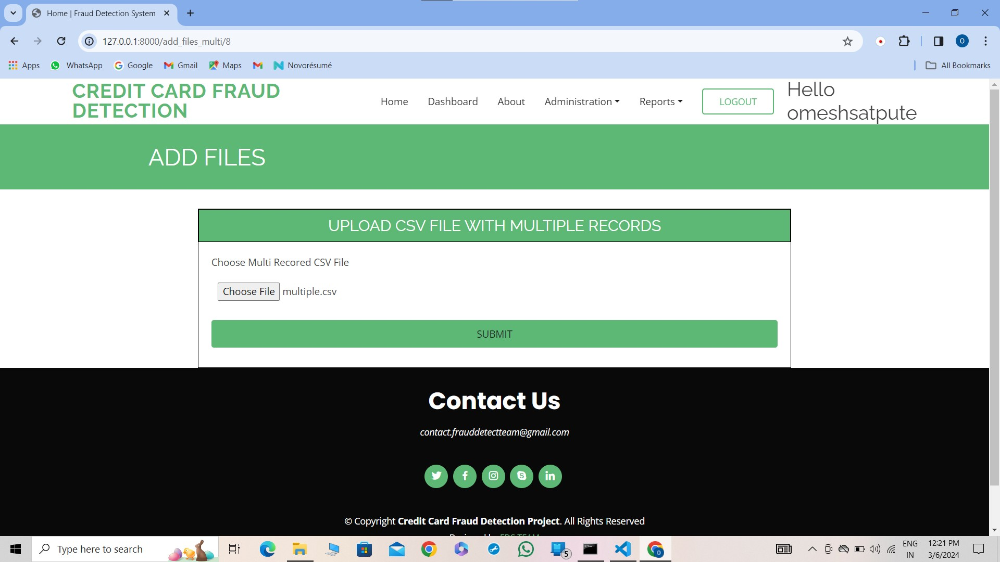 Home | Fraud Detection System
127.0.0.1:8000/add_files_multi/8
O
Apps WhatsApp Google Gmail Maps Novorésumé All Bookmarks
CREDIT CARD FRAUD
DETECTION
Home Dashboard About Administration Reports LOGOUT
Hello
omeshsatpute
ADD FILES
UPLOAD CSV FILE WITH MULTIPLE RECORDS
Choose Multi Recored CSV File
Choose File multiple.csv
SUBMIT
Contact Us
contact.frauddetectteam@gmail.com
© Copyright Credit Card Fraud Detection Project. All Rights Reserved
Type here to search
5
ENG
IN
12:21 PM
3/6/2024